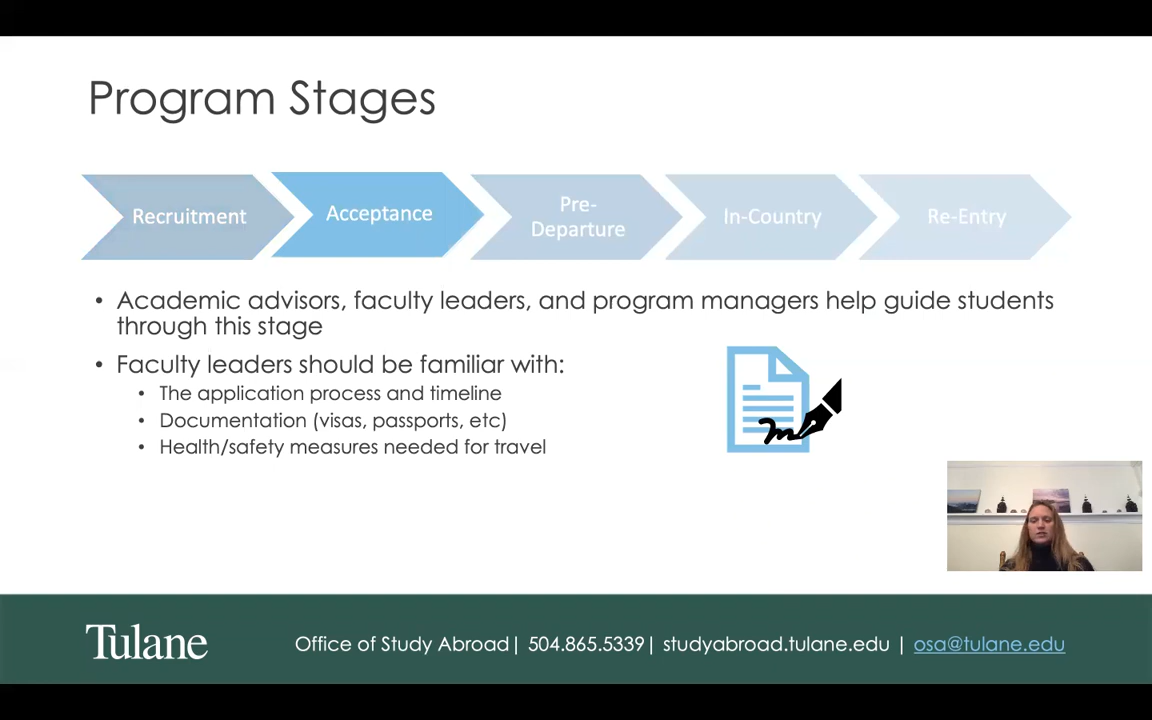 Program Stages
Recruitment
Acceptance
Pre-
Departure
In-Country
Re-Entry
• Academic advisors, faculty leaders, and program managers help guide students
through this stage
• Faculty leaders should be familiar with:
• The application process and timeline
• Documentation (visas, passports, etc)
• Health/safety measures needed for travel
Tulane
Office of Study Abroad| 504.865.5339| studyabroad.tulane.edu | osa@tulane.edu